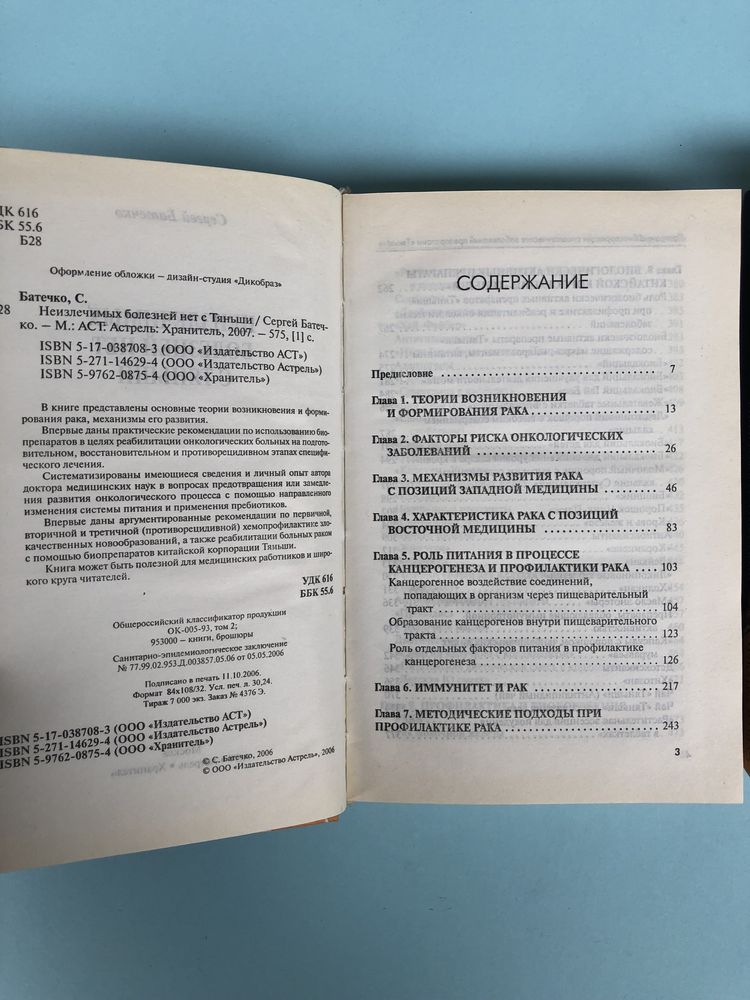 ДК 616
БК 55.6
Б28
Оформление обложки – дизайн-студия «Дикобраз»
Батечко, С.
28
Неизлечимых болезней нет с Тяньши / Сергей Батеч-
ко. – М.: АСТ: Астрель: Хранитель, 2007. – 575, [1] с.
ISBN 5-17-038708-3 (ООО «Издательство АСТ»)
ISBN 5-271-14629-4 (ООО «Издательство Астрель»)
ISBN 5-9762-0875-4 (ООО «Хранитель»)
В книге представлены основные теории возникновения и форми-
рования рака, механизмы его развития.
Впервые даны практические рекомендации по использованию био-
препаратов в целях реабилитации онкологических больных на подгото-
вительном, восстановительном и противорецидивном этапах специфи-
ческого лечения.
Систематизированы имеющиеся сведения и личный опыт автора
доктора медицинских наук в вопросах предотвращения или замедле-
ния развития онкологического процесса с помощью направленного
изменения системы питания и применения пребиотиков.
Впервые даны аргументированные рекомендации по первичной,
вторичной и третичной (противорецидивной) хемопрофилактике зло-
качественных новообразований, а также реабилитации больных раком
с помощью биопрепаратов китайской корпорации Тяньши.
Книга может быть полезной для медицинских работников и широ-
кого круга читателей.
УДК 616
ББК 55.6
Общероссийский классификатор продукции
ОК-005-93, том 2;
953000 – книги, брошюры
Санитарно-эпидемиологическое заключение
№ 77.99.02.953.Д.003857.05.06 от 05.05.2006
Подписано в печать 11.10.2006.
Формат 84х108/32. Усл. печ. л. 30,24.
Тираж 7 000 экз. Заказ № 4376 Э.
ISBN 5-17-038708-3 (ООО «Издательство АСТ»)
ISBN 5-271-14629-4 (ООО «Издательство Астрель»)
ISBN 5-9762-0875-4 (ООО «Хранитель»)
© С. Батечко, 2006
© ООО «Издательство Астрель», 2006
СОДЕРЖАНИЕ
Предисловие 7
Глава 1. ТЕОРИИ ВОЗНИКНОВЕНИЯ
И ФОРМИРОВАНИЯ РАКА 13
Глава 2. ФАКТОРЫ РИСКА ОНКОЛОГИЧЕСКИХ
ЗАБОЛЕВАНИЙ 26
Глава 3. МЕХАНИЗМЫ РАЗВИТИЯ РАКА
С ПОЗИЦИЙ ЗАПАДНОЙ МЕДИЦИНЫ 46
Глава 4. ХАРАКТЕРИСТИКА РАКА С ПОЗИЦИЙ
ВОСТОЧНОЙ МЕДИЦИНЫ 83
Глава 5. РОЛЬ ПИТАНИЯ В ПРОЦЕССЕ
КАНЦЕРОГЕНЕЗА И ПРОФИЛАКТИКИ РАКА 103
Канцерогенное воздействие соединений,
попадающих в организм через пищеварительный
тракт 104
Образование канцерогенов внутри пищеварительного
тракта 123
Роль отдельных факторов питания в профилактике
канцерогенеза 126
Глава 6. ИММУНИТЕТ И РАК 217
Глава 7. МЕТОДИЧЕСКИЕ ПОДХОДЫ ПРИ
ПРОФИЛАКТИКЕ РАКА 243
3